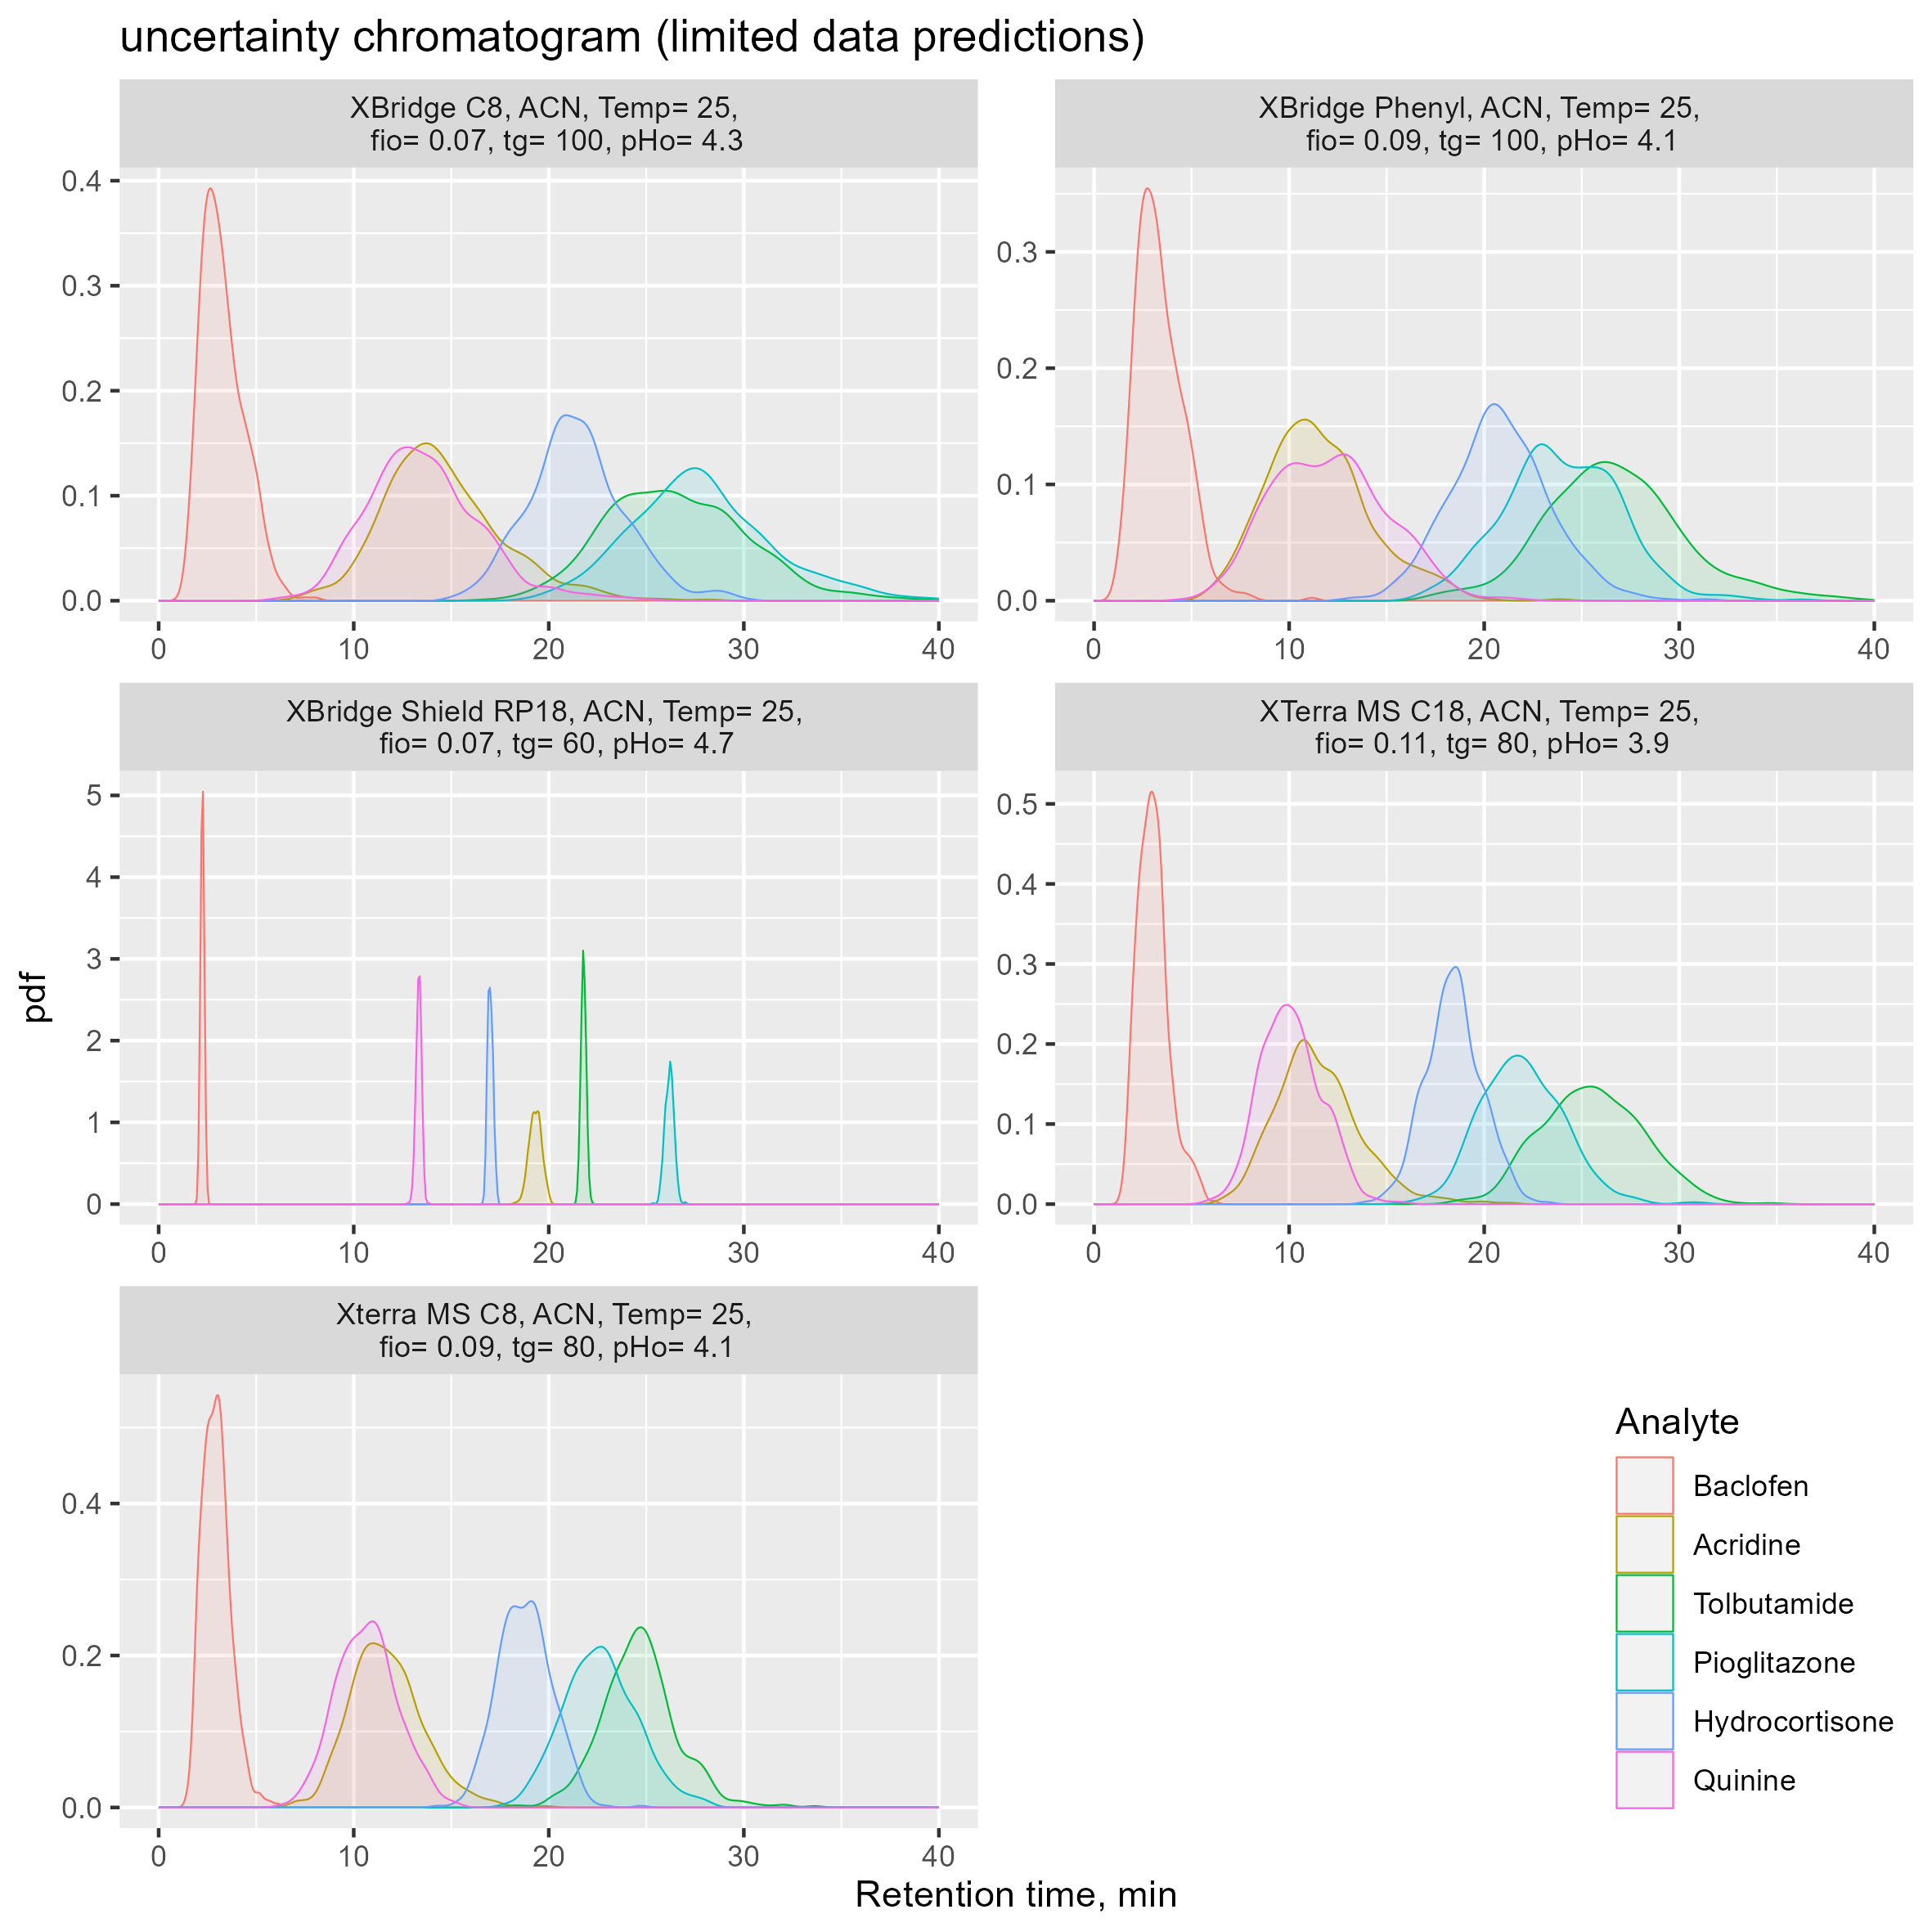 uncertainty chromatogram (limited data predictions)
XBridge C8, ACN, Temp= 25,
fio= 0.07, tg= 100, pHo= 4.3
0.4
0.3
0.2
0.1
0.0
0 10 20 30 40
XBridge Phenyl, ACN, Temp= 25,
fio= 0.09, tg= 100, pHo= 4.1
0.3
0.2
0.1
0.0
0 10 20 30 40
XBridge Shield RP18, ACN, Temp= 25,
fio= 0.07, tg= 60, pHo= 4.7
5
4
3
2
1
0
0 10 20 30 40
XTerra MS C18, ACN, Temp= 25,
fio= 0.11, tg= 80, pHo= 3.9
0.5
0.4
0.3
0.2
0.1
0.0
0 10 20 30 40
Xterra MS C8, ACN, Temp= 25,
fio= 0.09, tg= 80, pHo= 4.1
0.4
0.2
0.0
0 10 20 30 40
pdf
Retention time, min
Analyte
Baclofen
Acridine
Tolbutamide
Pioglitazone
Hydrocortisone
Quinine